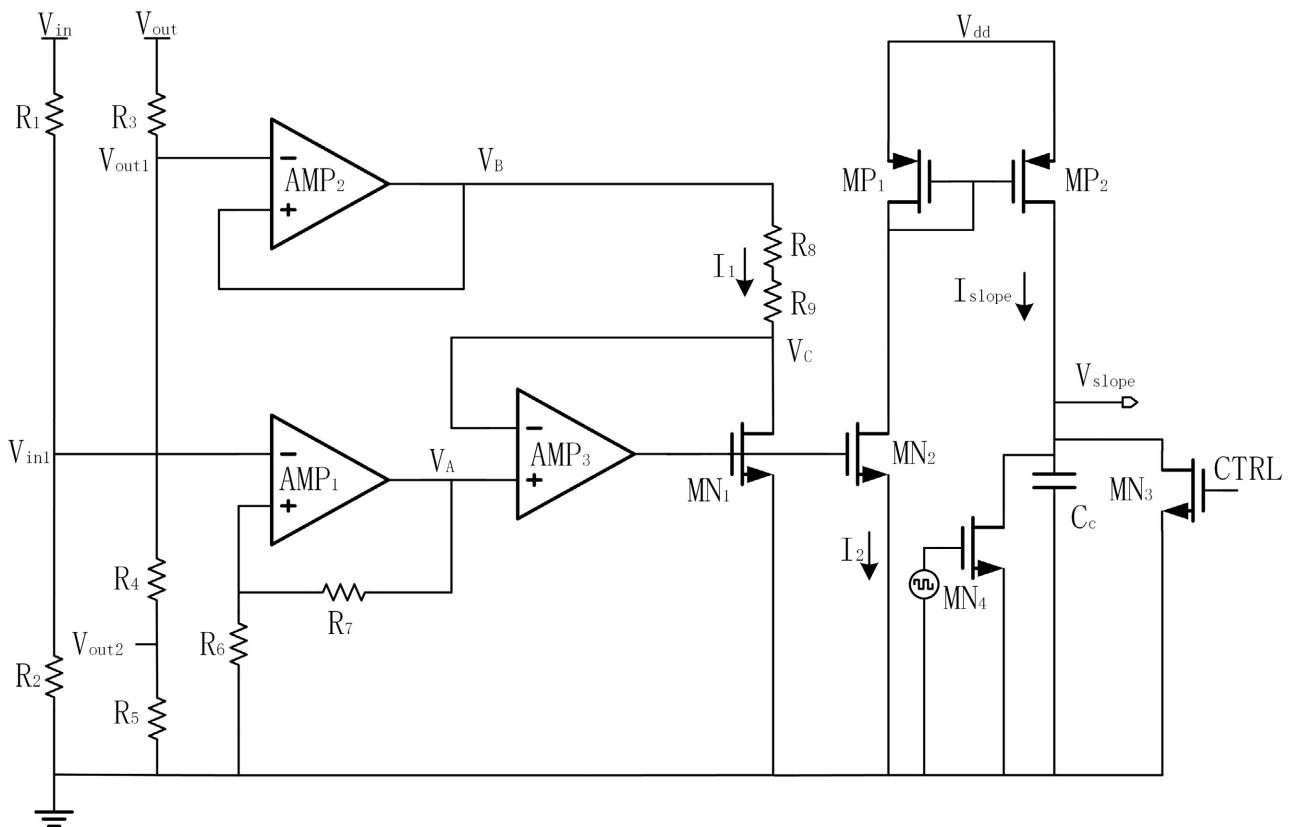 Vin
Vout
Vdd
R1
R3
Vout1
−
AMP2
+
VB
MP1
MP2
R8
I1
R9
Islope
VC
Vslope
Vin1
−
AMP1
+
VA
−
AMP3
+
MN1
MN2
MN3
CTRL
Cc
I2
R4
R7
MN4
Vout2
R6
R2
R5